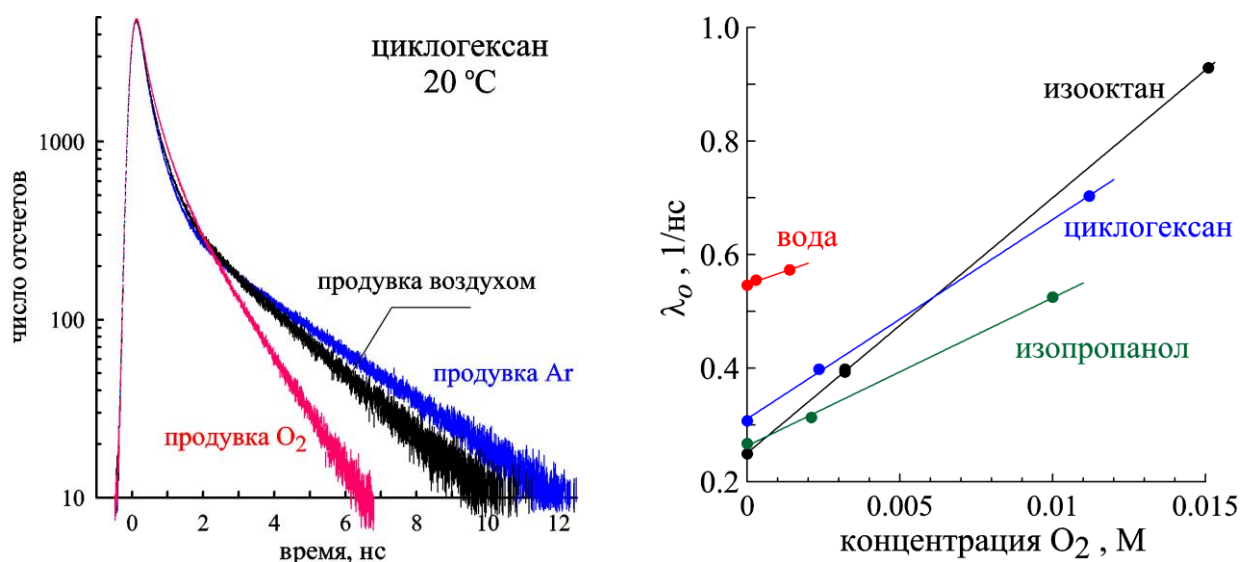 циклогексан
20 °C
1000
100
10
число отсчетов
продувка воздухом
продувка Ar
продувка O2
0 2 4 6 8 10 12
время, нс
1.0
0.8
0.6
0.4
0.2
λo , 1/нс
изооктан
вода
циклогексан
изопропанол
0 0.005 0.01 0.015
концентрация O2 , М